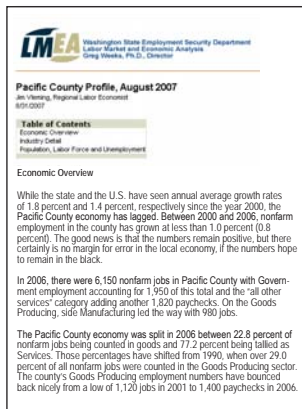 LMEA
Washington State Employment Security Department
Labor Market and Economic Analysis
Greg Weeks, Ph.D., Director
Pacific County Profile, August 2007
Jim Vleming, Regional Labor Economist
8/31/2007
Table of Contents
Economic Overview
Industry Detail
Population, Labor Force and Unemployment
Economic Overview
While the state and the U.S. have seen annual average growth rates
of 1.8 percent and 1.4 percent, respectively since the year 2000, the
Pacific County economy has lagged. Between 2000 and 2006, nonfarm
employment in the county has grown at less than 1.0 percent (0.8
percent). The good news is that the numbers remain positive, but there
certainly is no margin for error in the local economy, if the numbers hope
to remain in the black.
In 2006, there were 6,150 nonfarm jobs in Pacific County with Govern-
ment employment accounting for 1,950 of this total and the "all other
services" category adding another 1,820 paychecks. On the Goods
Producing, side Manufacturing led the way with 980 jobs.
The Pacific County economy was split in 2006 between 22.8 percent of
nonfarm jobs being counted in goods and 77.2 percent being tallied as
Services. Those percentages have shifted from 1990, when over 29.0
percent of all nonfarm jobs were counted in the Goods Producing sector.
The county's Goods Producing employment numbers have bounced
back nicely from a low of 1,120 jobs in 2001 to 1,400 paychecks in 2006.